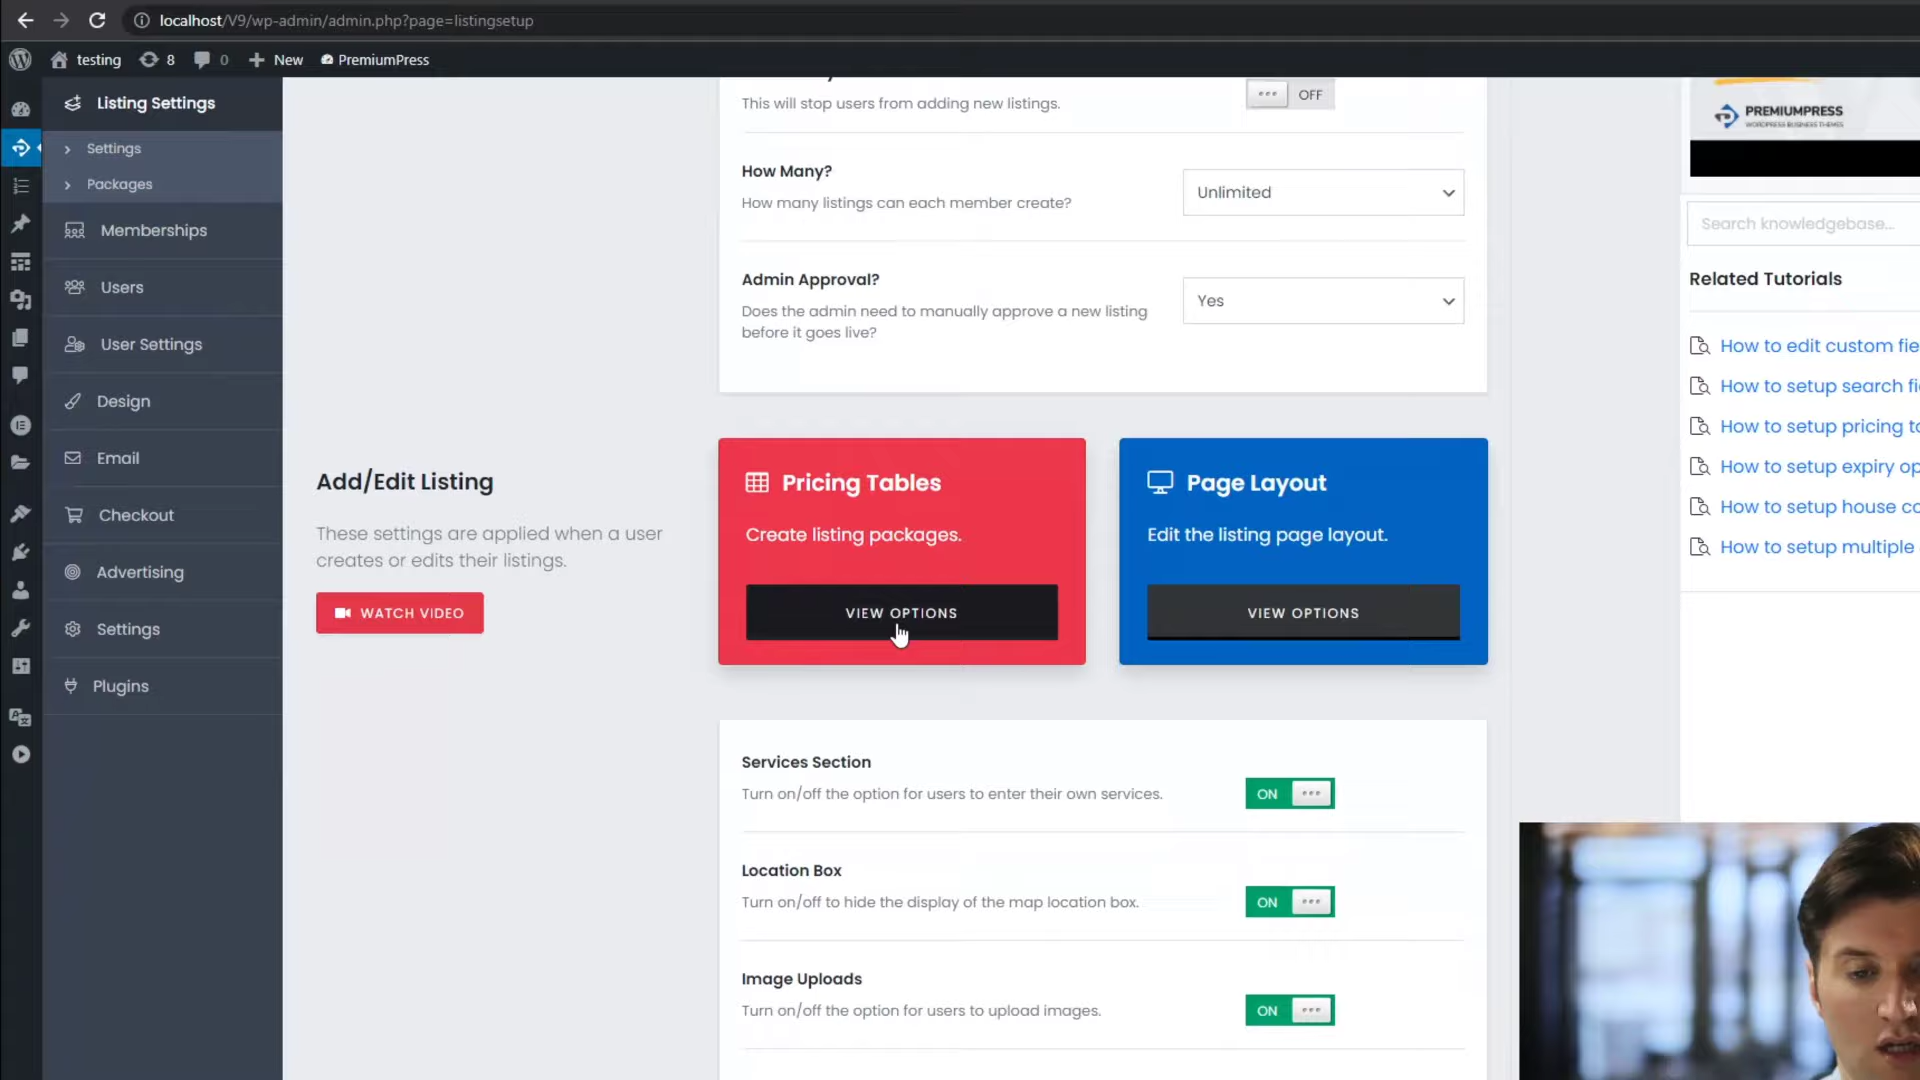 localhost/V9/wp-admin/admin.php?page=listingsetup
testing
8
0
New
PremiumPress
Listing Settings
Settings
Packages
Memberships
Users
User Settings
Design
Email
Checkout
Advertising
Settings
Plugins
This will stop users from adding new listings.
OFF
How Many?
How many listings can each member create?
Unlimited
Admin Approval?
Does the admin need to manually approve a new listing
before it goes live?
Yes
Add/Edit Listing
These settings are applied when a user
creates or edits their listings.
WATCH VIDEO
Pricing Tables
Create listing packages.
VIEW OPTIONS
Page Layout
Edit the listing page layout.
VIEW OPTIONS
Services Section
Turn on/off the option for users to enter their own services.
ON
Location Box
Turn on/off to hide the display of the map location box.
ON
Image Uploads
Turn on/off the option for users to upload images.
ON
PREMIUMPRESS
WORDPRESS BUSINESS THEMES
Search knowledgebase...
Related Tutorials
How to edit custom fie
How to setup search fi
How to setup pricing ta
How to setup expiry op
How to setup house co
How to setup multiple